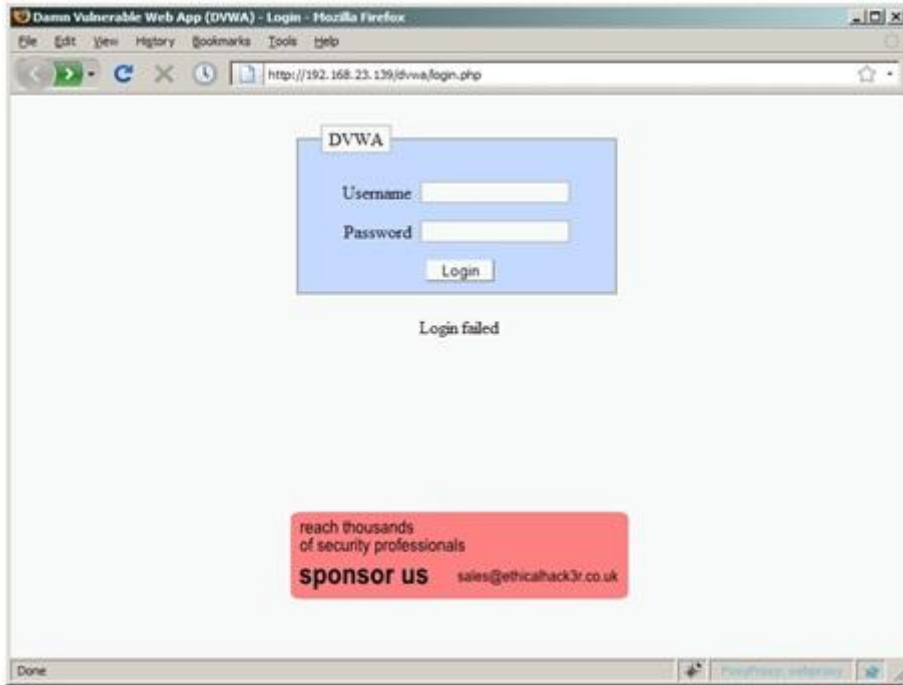 Damn Vulnerable Web App (DVWA) - Login - Mozilla Firefox
File Edit View History Bookmarks Tools Help
http://192.168.23.139/dvwa/login.php
DVWA
Username
Password
Login
Login failed
reach thousands
of security professionals
sponsor us sales@ethicalhack3r.co.uk
Done